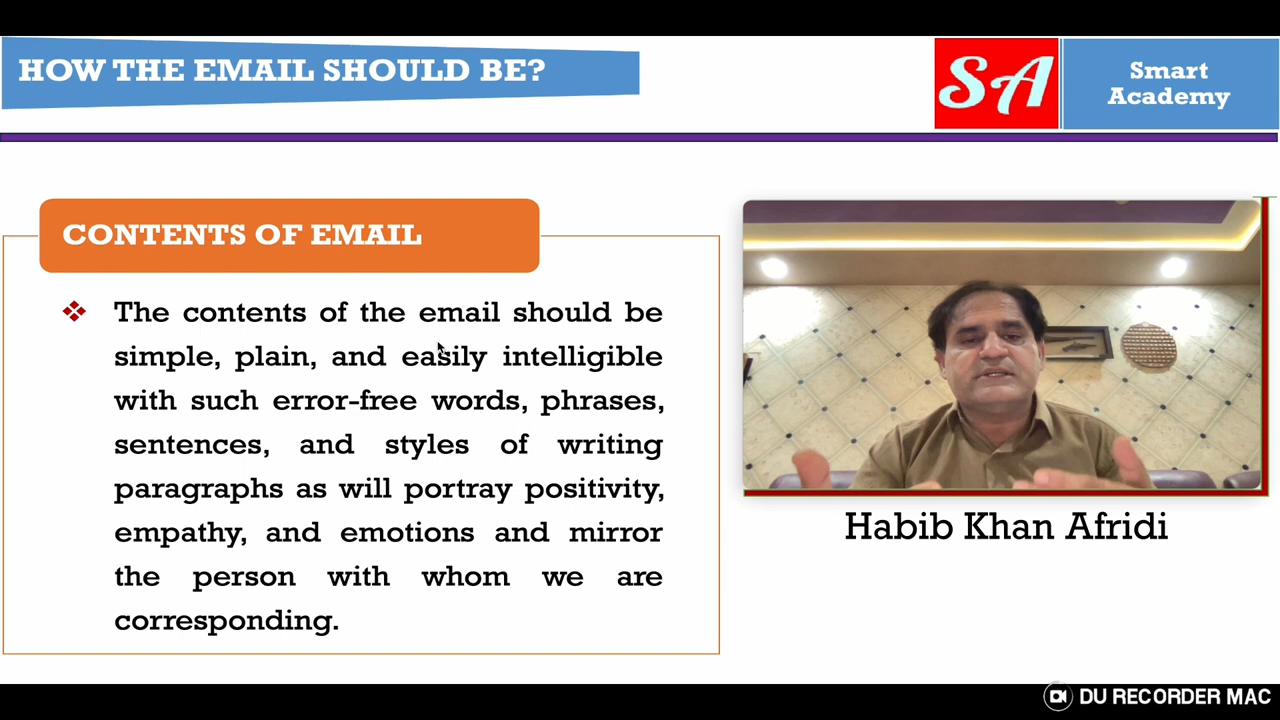 HOW THE EMAIL SHOULD BE?
SA
Smart
Academy
CONTENTS OF EMAIL
The contents of the email should be
simple, plain, and easily intelligible
with such error-free words, phrases,
sentences, and styles of writing
paragraphs as will portray positivity,
empathy, and emotions and mirror
the person with whom we are
corresponding.
Habib Khan Afridi
DU RECORDER MAC